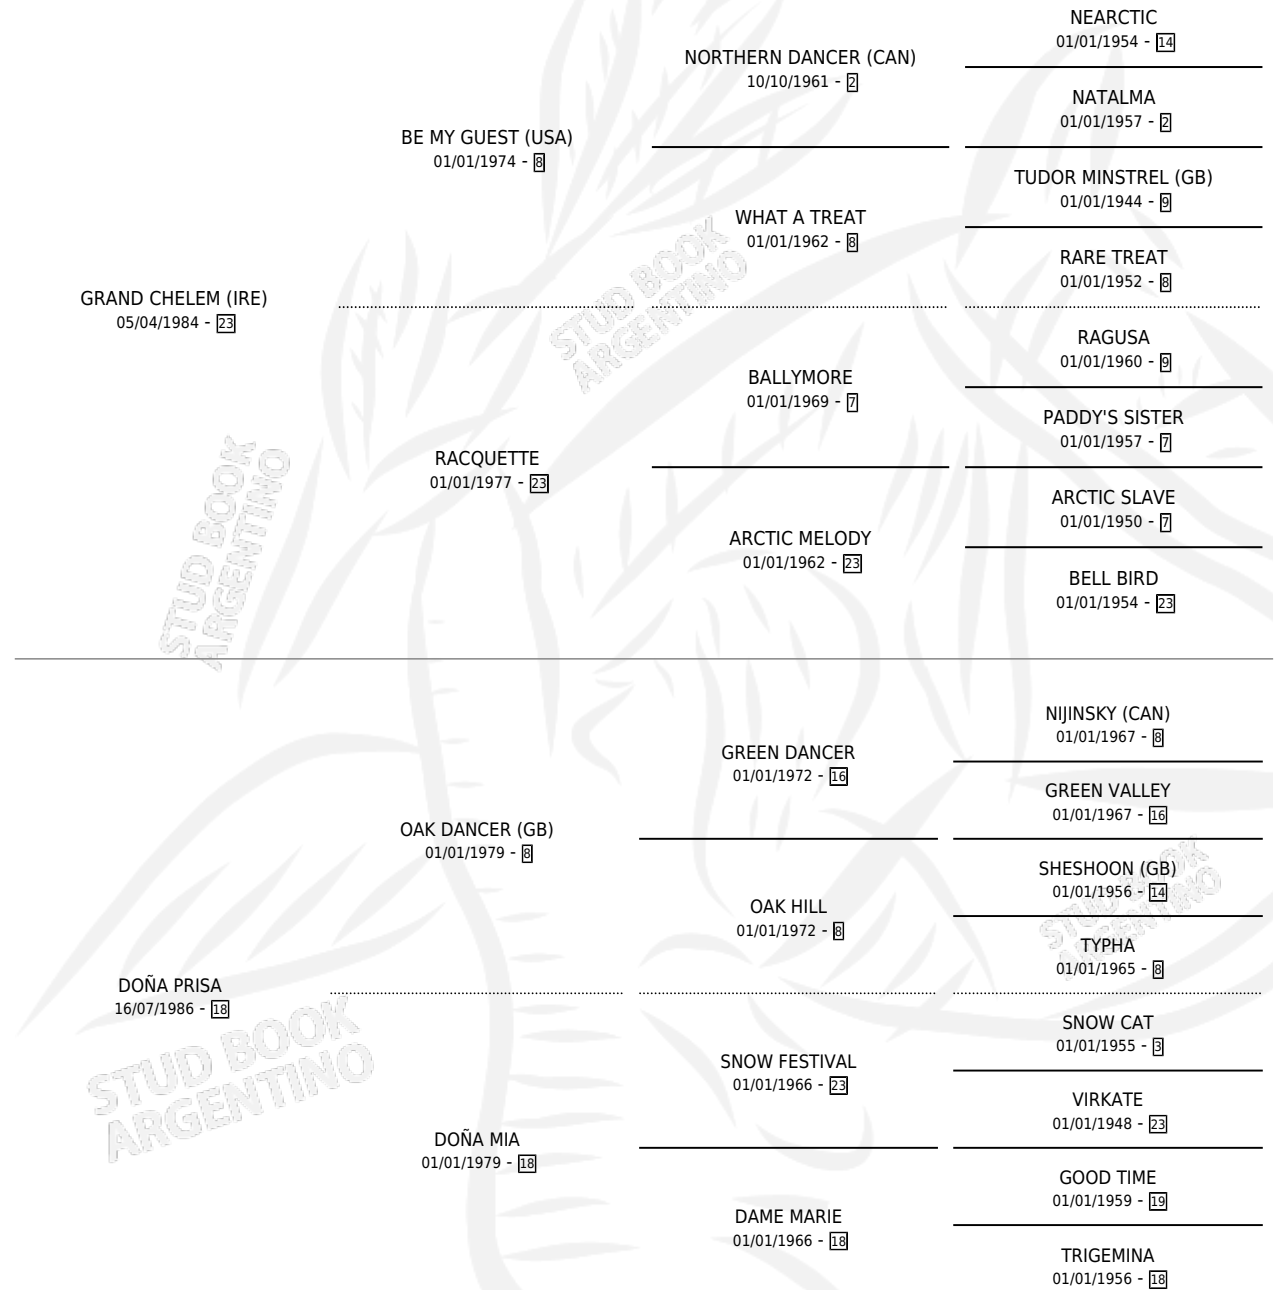 NEARCTIC
01/01/1954 - 14
NORTHERN DANCER (CAN)
10/10/1961 - 2
NATALMA
01/01/1957 - 2
BE MY GUEST (USA)
01/01/1974 - 8
TUDOR MINSTREL (GB)
01/01/1944 - 9
WHAT A TREAT
01/01/1962 - 8
RARE TREAT
01/01/1952 - 8
GRAND CHELEM (IRE)
05/04/1984 - 23
STUD BOOK
ARGENTINO
RAGUSA
01/01/1960 - 9
BALLYMORE
01/01/1969 - 7
PADDY'S SISTER
01/01/1957 - 7
RACQUETTE
01/01/1977 - 23
ARCTIC SLAVE
01/01/1950 - 7
ARCTIC MELODY
01/01/1962 - 23
BELL BIRD
01/01/1954 - 23
STUD BOOK
ARGENTINO
NIJINSKY (CAN)
01/01/1967 - 8
GREEN DANCER
01/01/1972 - 16
GREEN VALLEY
01/01/1967 - 16
OAK DANCER (GB)
01/01/1979 - 8
SHESHOON (GB)
01/01/1956 - 14
OAK HILL
01/01/1972 - 8
STUD BOOK
ARGENTINO
TYPHA
01/01/1965 - 8
DOÑA PRISA
16/07/1986 - 18
SNOW CAT
01/01/1955 - 3
STUD BOOK
ARGENTINO
SNOW FESTIVAL
01/01/1966 - 23
VIRKATE
01/01/1948 - 23
DOÑA MIA
01/01/1979 - 18
GOOD TIME
01/01/1959 - 19
DAME MARIE
01/01/1966 - 18
TRIGEMINA
01/01/1956 - 18